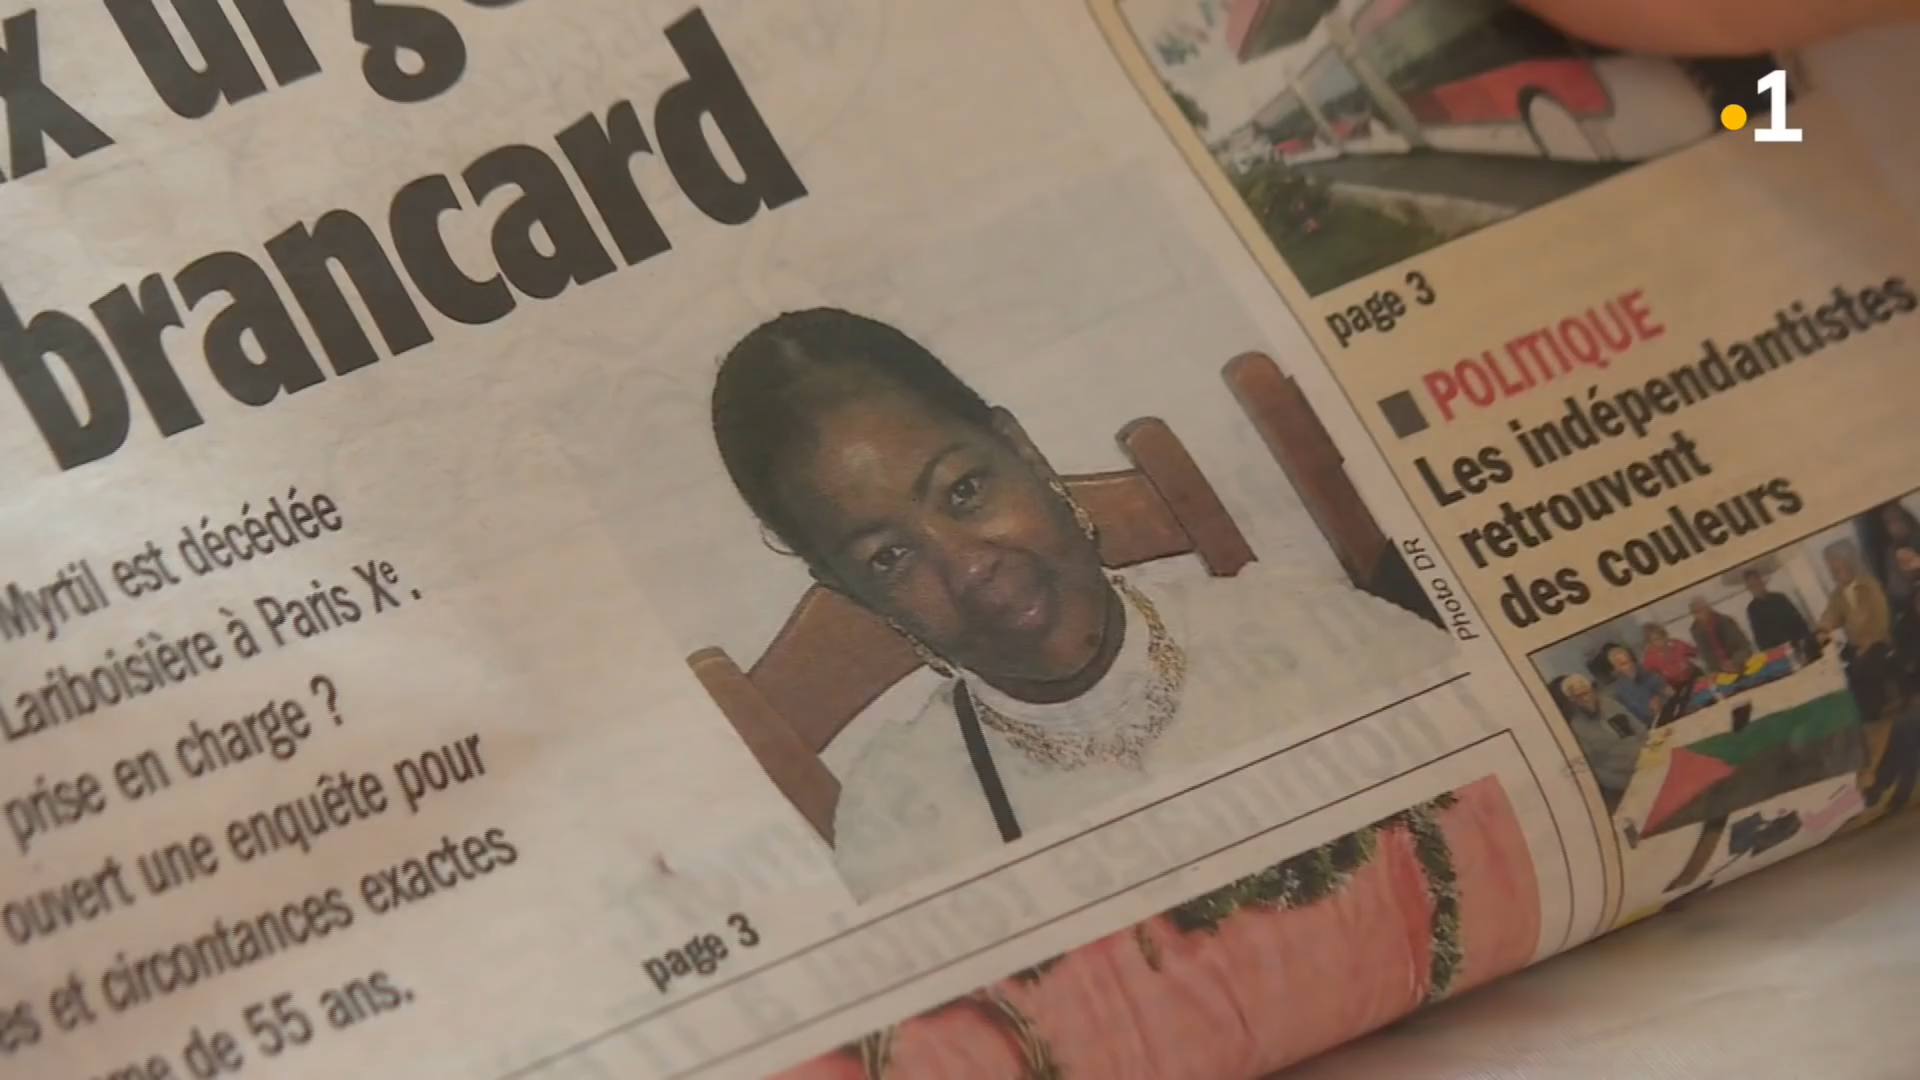 brancard
Myrtil est décédée
Lariboisière à Paris Xe.
prise en charge ?
ouvert une enquête pour
et circontances exactes
de 55 ans.
page 3
Photo DR
page 3
POLITIQUE
Les indépendantistes
retrouvent
des couleurs
1